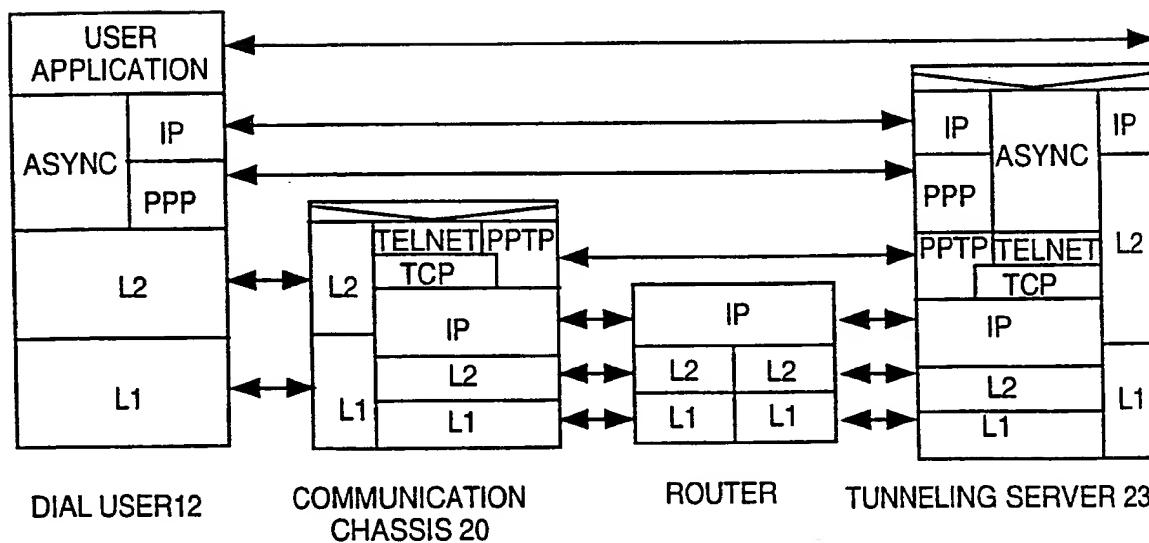 USER
APPLICATION
ASYNC
IP
PPP
L2
L1
DIAL USER12
L2
L1
TELNET
PPTP
TCP
IP
L2
L1
COMMUNICATION
CHASSIS 20
IP
L2
L2
L1
L1
ROUTER
IP
ASYNC
IP
PPP
PPTP
TELNET
L2
TCP
IP
L2
L1
L1
TUNNELING SERVER 23